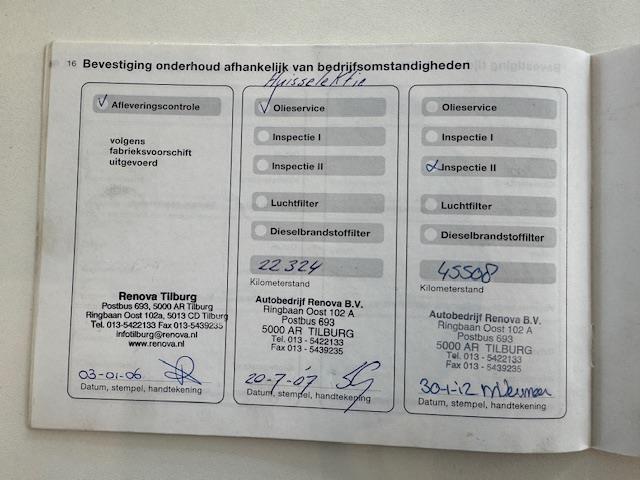 16 Bevestiging onderhoud afhankelijk van bedrijfsomstandigheden
Afleveringscontrole
volgens
fabrieksvoorschift
uitgevoerd
Renova Tilburg
Postbus 693, 5000 AR Tilburg
Ringbaan Oost 102a, 5013 CD Tilburg
Tel. 013-5422133 Fax 013-5439235
infotilburg@renova.nl
www.renova.nl
03-01-06
Datum, stempel, handtekening
Olieservice
Inspectie I
Inspectie II
Luchtfilter
Dieselbrandstoffilter
22324
Kilometerstand
Autobedrijf Renova B.V.
Ringbaan Oost 102 A
Postbus 693
5000 AR TILBURG
Tel. 013 - 5422133
Fax 013 - 5439235
20-7-07
Datum, stempel, handtekening
Olieservice
Inspectie I
Inspectie II
Luchtfilter
Dieselbrandstoffilter
45508
Kilometerstand
Autobedrijf Renova B.V.
Ringbaan Oost 102 A
Postbus 693
5000 AR TILBURG
Tel. 013 - 5422133
Fax 013 - 5439235
30-1-12
Datum, stempel, handtekening